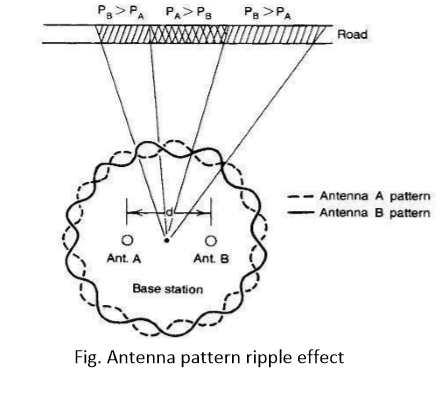 P_B > P_A P_A > P_B P_B > P_A
Road
Antenna A pattern
Antenna B pattern
d
Ant. A Ant. B
Base station
Fig. Antenna pattern ripple effect